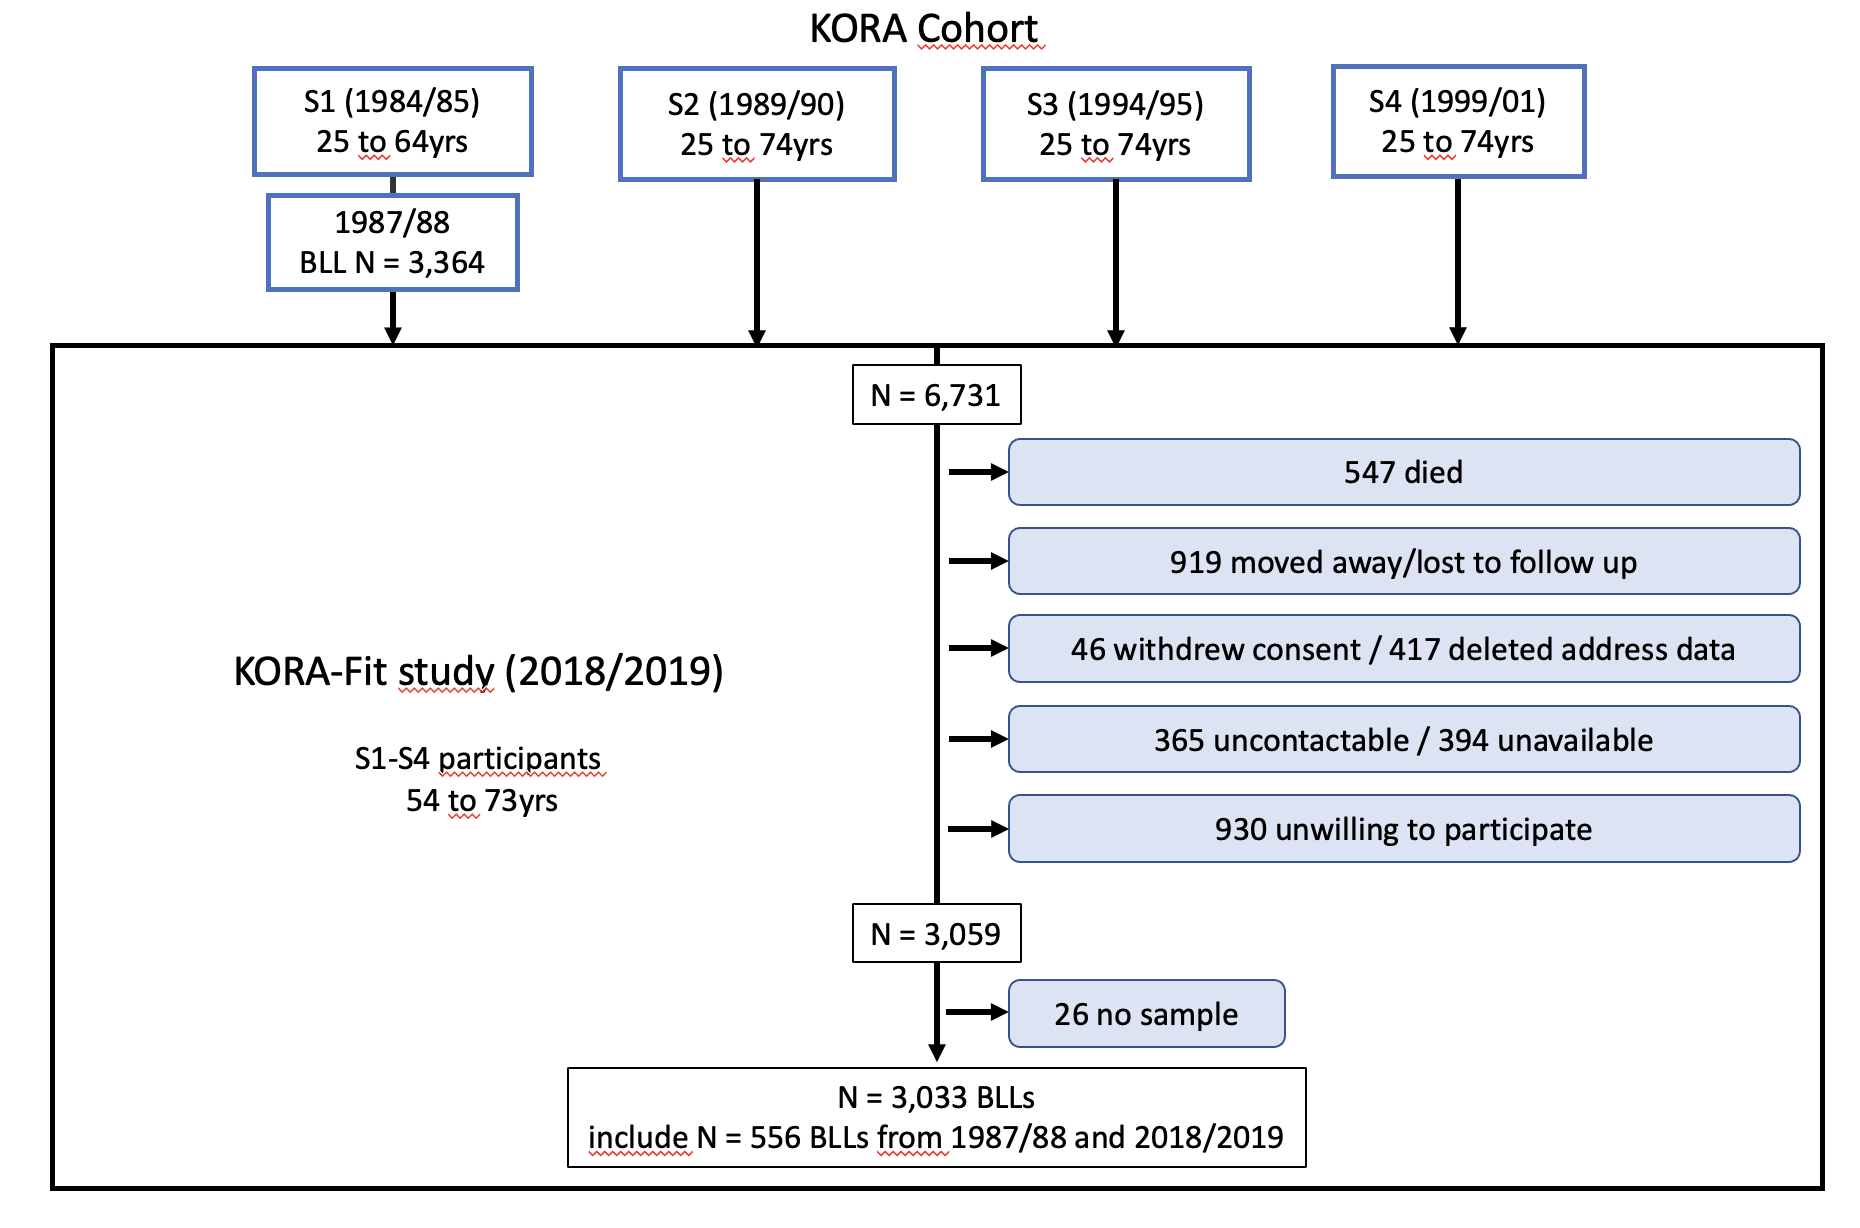 KORA Cohort
S1 (1984/85)
25 to 64yrs
S2 (1989/90)
25 to 74yrs
S3 (1994/95)
25 to 74yrs
S4 (1999/01)
25 to 74yrs
1987/88
BLL N = 3,364
N = 6,731
547 died
919 moved away/lost to follow up
46 withdrew consent / 417 deleted address data
365 uncontactable / 394 unavailable
930 unwilling to participate
KORA-Fit study (2018/2019)
S1-S4 participants
54 to 73yrs
N = 3,059
26 no sample
N = 3,033 BLLs
include N = 556 BLLs from 1987/88 and 2018/2019